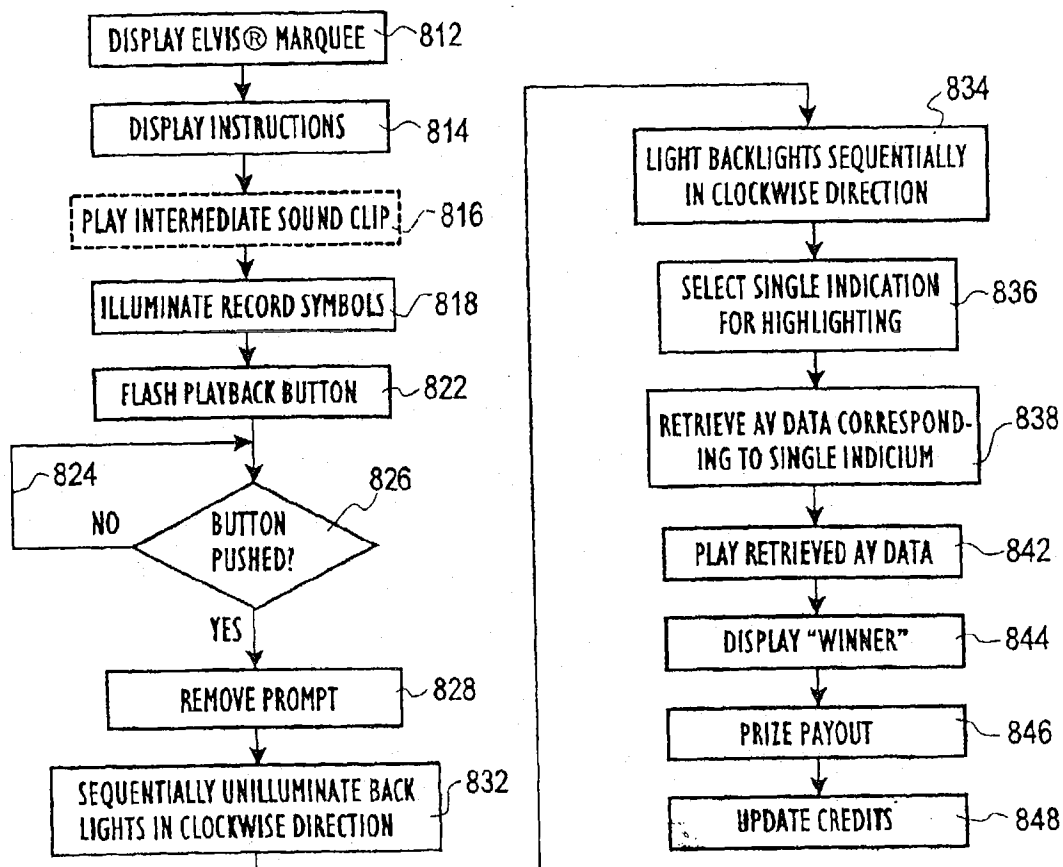 DISPLAY ELVIS® MARQUEE
812
DISPLAY INSTRUCTIONS
814
PLAY INTERMEDIATE SOUND CLIP
816
ILLUMINATE RECORD SYMBOLS
818
FLASH PLAYBACK BUTTON
822
824
826
NO
BUTTON
PUSHED?
YES
REMOVE PROMPT
828
SEQUENTIALLY UNILLUMINATE BACK
LIGHTS IN CLOCKWISE DIRECTION
832
834
LIGHT BACKLIGHTS SEQUENTIALLY
IN CLOCKWISE DIRECTION
SELECT SINGLE INDICATION
FOR HIGHLIGHTING
836
RETRIEVE AV DATA CORRESPOND-
ING TO SINGLE INDICIUM
838
PLAY RETRIEVED AV DATA
842
DISPLAY "WINNER"
844
PRIZE PAYOUT
846
UPDATE CREDITS
848